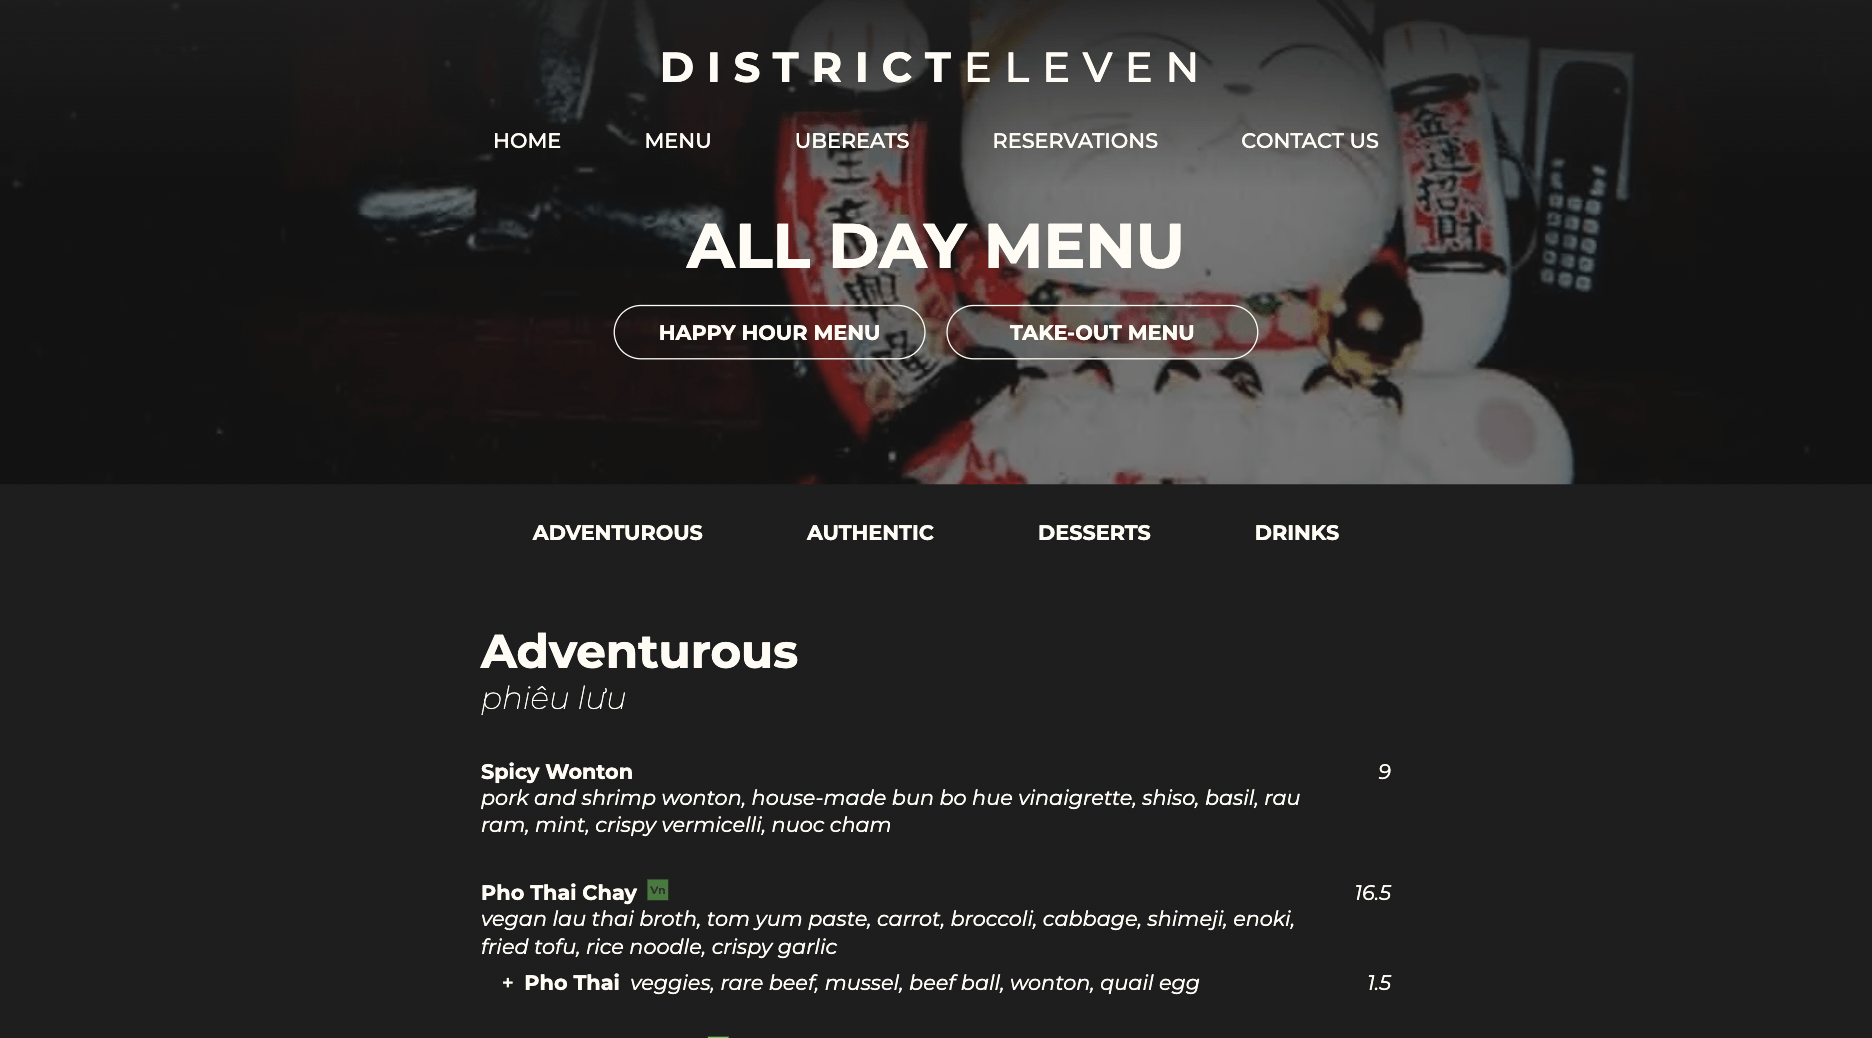 DISTRICTELEVEN
HOME MENU UBEREATS RESERVATIONS CONTACT US
ALL DAY MENU
HAPPY HOUR MENU TAKE-OUT MENU
招財
ADVENTUROUS AUTHENTIC DESSERTS DRINKS
Adventurous
phiêu lưu
Spicy Wonton 9
pork and shrimp wonton, house-made bun bo hue vinaigrette, shiso, basil, rau
ram, mint, crispy vermicelli, nuoc cham
Pho Thai Chay Vn 16.5
vegan lau thai broth, tom yum paste, carrot, broccoli, cabbage, shimeji, enoki,
fried tofu, rice noodle, crispy garlic
+ Pho Thai veggies, rare beef, mussel, beef ball, wonton, quail egg 1.5